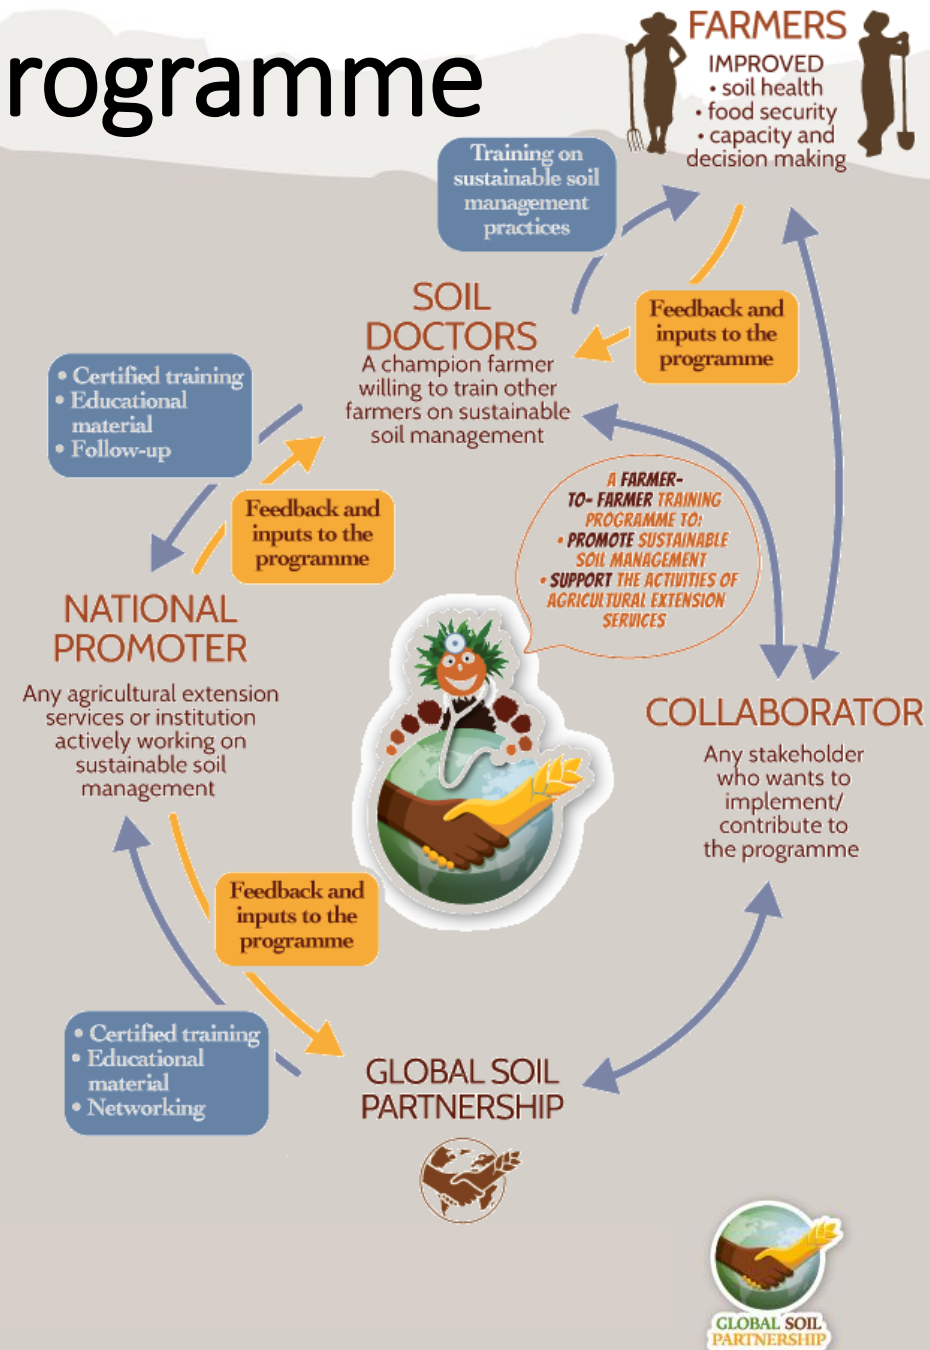 rogramme
FARMERS
IMPROVED
• soil health
• food security
• capacity and
decision making
Training on
sustainable soil
management
practices
SOIL
DOCTORS
A champion farmer
willing to train other
farmers on sustainable
soil management
Feedback and
inputs to the
programme
• Certified training
• Educational
material
• Follow-up
Feedback and
inputs to the
programme
A FARMER-
TO- FARMER TRAINING
PROGRAMME TO:
• PROMOTE SUSTAINABLE
SOIL MANAGEMENT
• SUPPORT THE ACTIVITIES OF
AGRICULTURAL EXTENSION
SERVICES
NATIONAL
PROMOTER
Any agricultural extension
services or institution
actively working on
sustainable soil
management
COLLABORATOR
Any stakeholder
who wants to
implement/
contribute to
the programme
Feedback and
inputs to the
programme
• Certified training
• Educational
material
• Networking
GLOBAL SOIL
PARTNERSHIP
GLOBAL SOIL
PARTNERSHIP